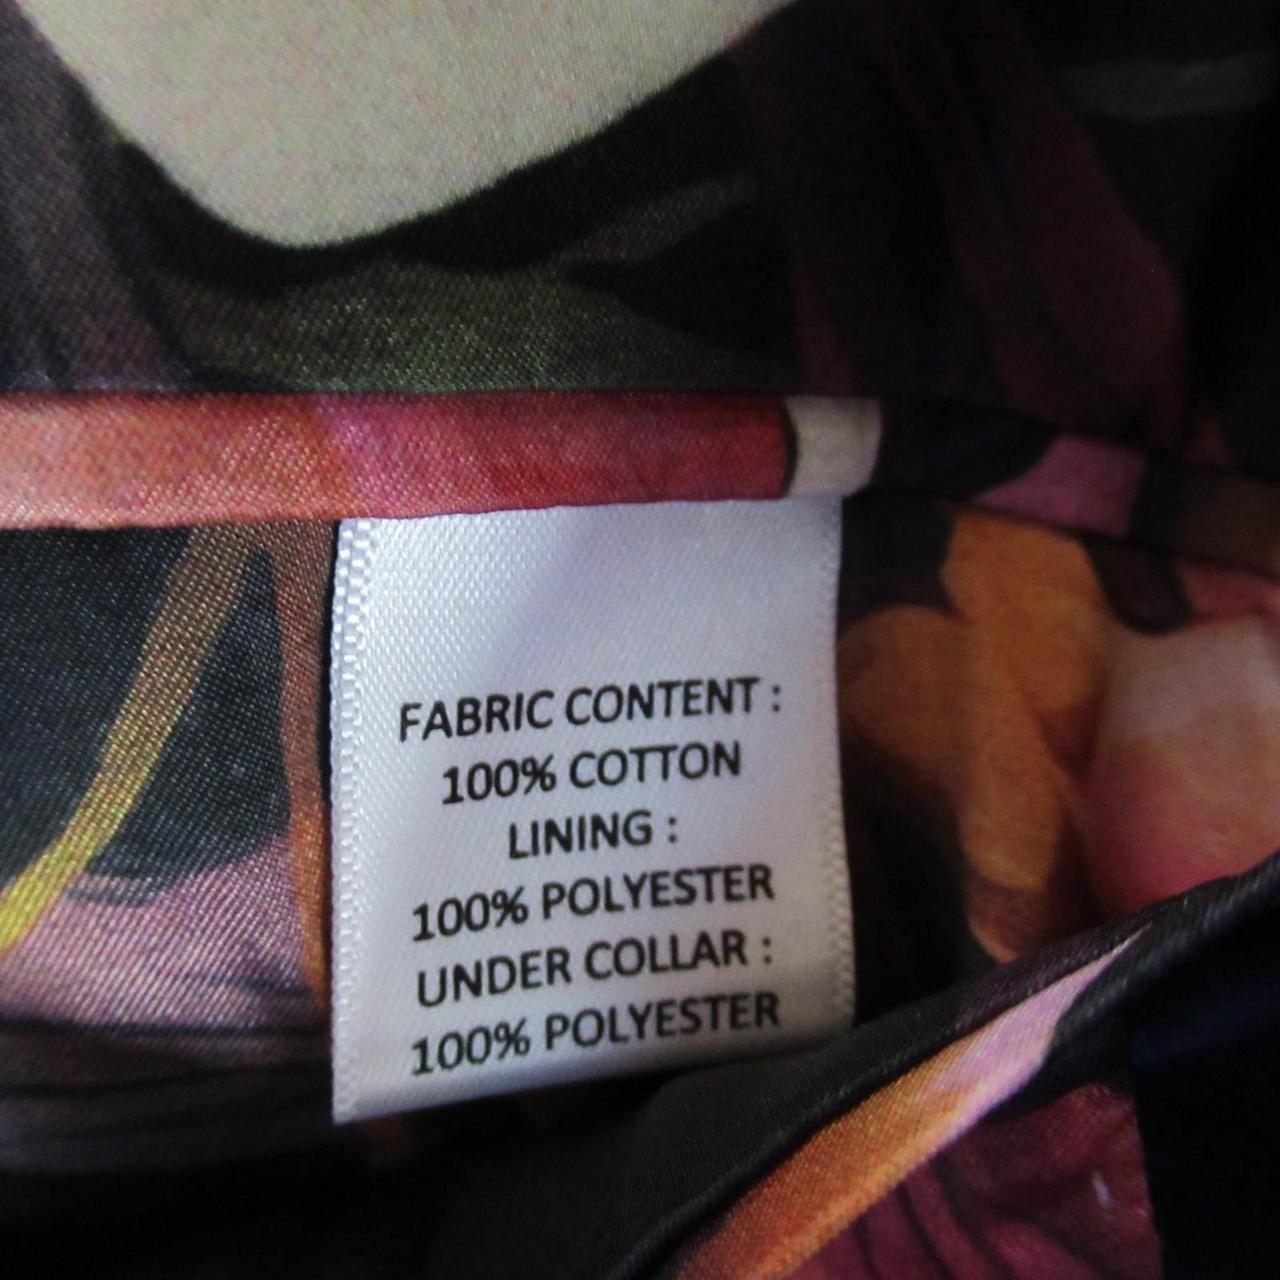 FABRIC CONTENT :
100% COTTON
LINING :
100% POLYESTER
UNDER COLLAR :
100% POLYESTER